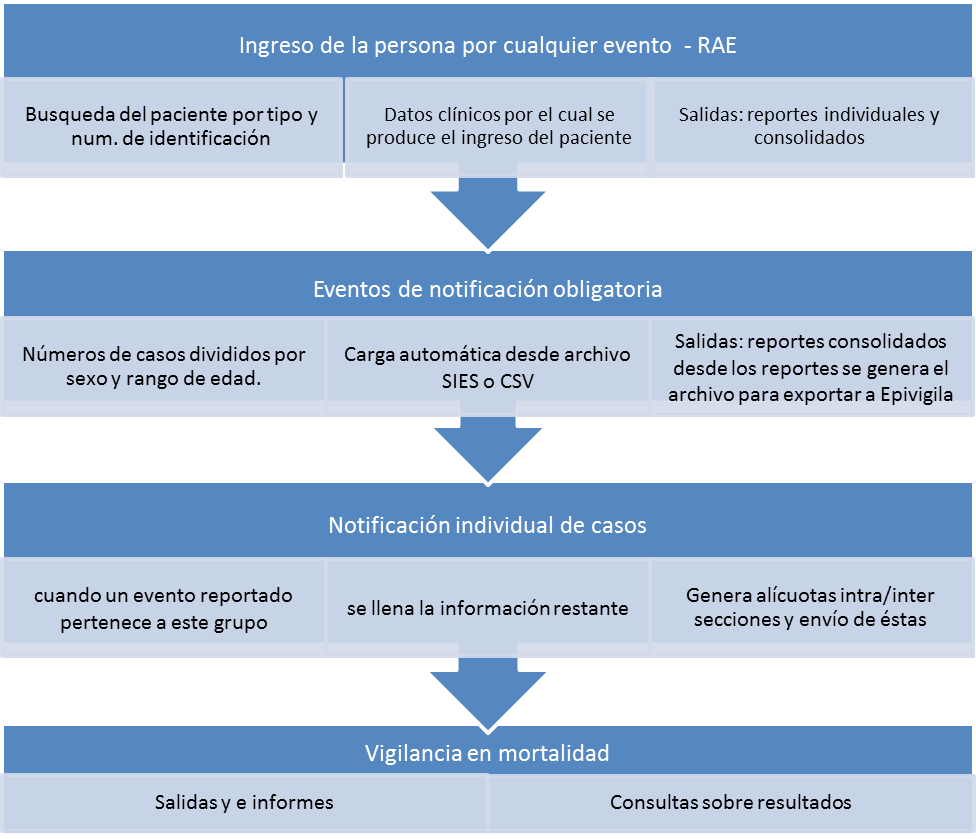 Ingreso de la persona por cualquier evento - RAE
Busqueda del paciente por tipo y
num. de identificación
Datos clínicos por el cual se
produce el ingreso del paciente
Salidas: reportes individuales y
consolidados
Eventos de notificación obligatoria
Números de casos divididos por
sexo y rango de edad.
Carga automática desde archivo
SIES o CSV
Salidas: reportes consolidados
desde los reportes se genera el
archivo para exportar a Epivigila
Notificación individual de casos
cuando un evento reportado
pertenece a este grupo
se llena la información restante
Genera alícuotas intra/inter
secciones y envío de éstas
Vigilancia en mortalidad
Salidas y e informes
Consultas sobre resultados